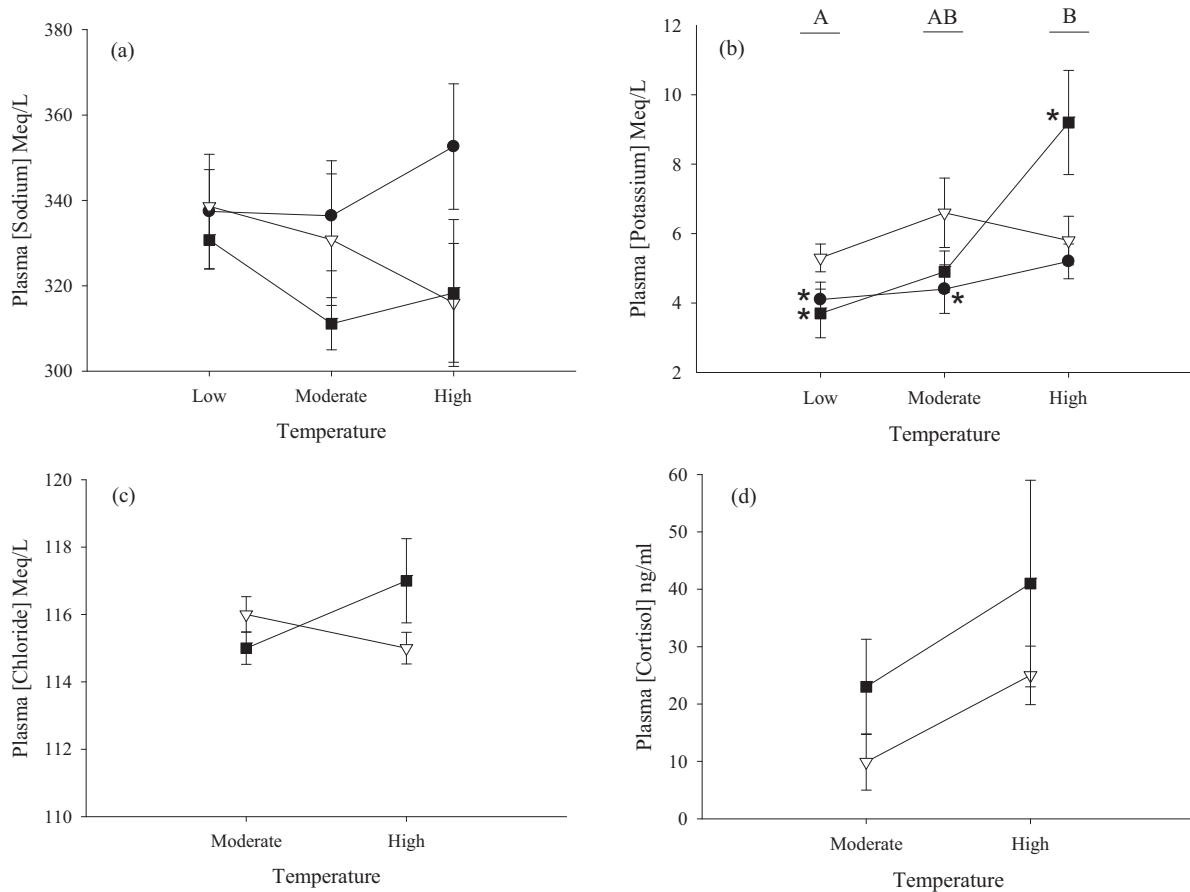 (a)
Plasma [Sodium] Meq/L
380
360
340
320
300
Low Moderate High
Temperature
(b)
A AB B
Plasma [Potassium] Meq/L
12
10
8
6
4
2
*
*
*
*
Low Moderate High
Temperature
(c)
Plasma [Chloride] Meq/L
120
118
116
114
112
110
Moderate High
Temperature
(d)
Plasma [Cortisol] ng/ml
60
50
40
30
20
10
0
Moderate High
Temperature